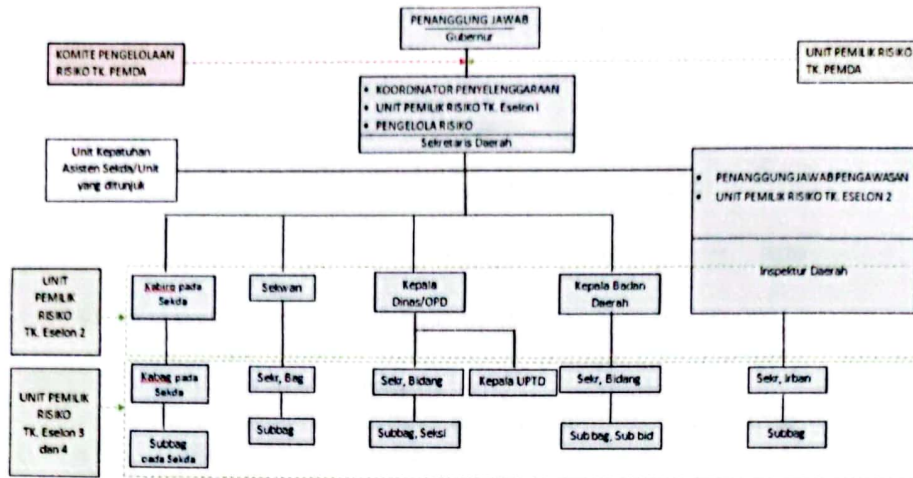 PENANGGUNG JAWAB
Gubernur
KOMITE PENGELOLAAN
RISIKO TK. PEMDA
UNIT PEMILIK RISIKO
TK. PEMDA
• KOORDINATOR PENYELENGGARAAN
• UNIT PEMILIK RISIKO TK. Eselon I
• PENGELOLA RISIKO
Sekretaris Daerah
Unit Kepatuhan
Asisten Sekda/Unit
yang ditunjuk
• PENANGGUNG JAWAB PENGAWASAN
• UNIT PEMILIK RISIKO TK. ESELON 2
Inspektur Daerah
UNIT
PEMILIK
RISIKO
TK. Eselon 2
Kabiro pada
Sekda
Sekwan
Kepala
Dinas/OPD
Kepala Badan
Daerah
UNIT PEMILIK
RISIKO
TK. Eselon 3
dan 4
Kabag pada
Sekda
Sekr, Bag
Sekr, Bidang
Kepala UPTD
Sekr, Bidang
Sekr, Irban
Subbag
pada Sekda
Subbag
Subbag, Seksi
Sub bag, Sub bid
Subbag